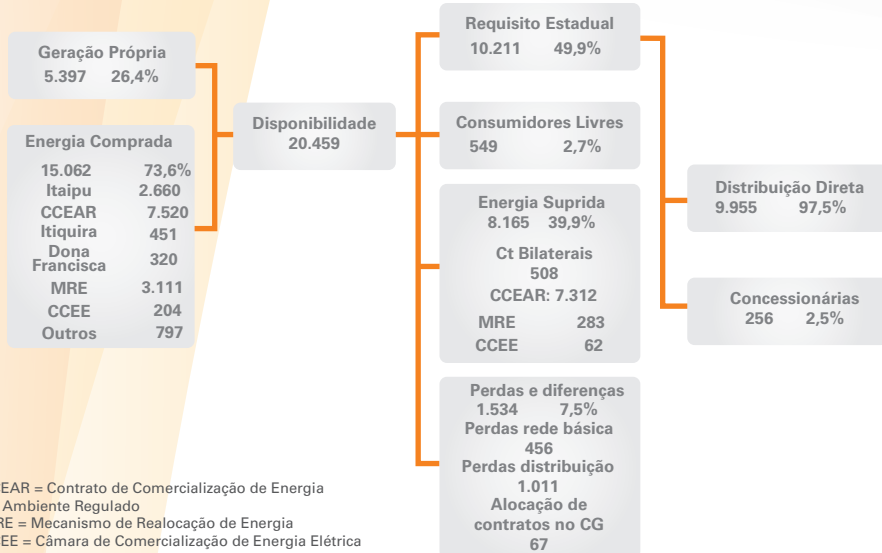 Geração Própria
5.397 26,4%
Energia Comprada
15.062 73,6%
Itaipu 2.660
CCEAR 7.520
Itiquira 451
Dona
Francisca 320
MRE 3.111
CCEE 204
Outros 797
Disponibilidade
20.459
Requisito Estadual
10.211 49,9%
Consumidores Livres
549 2,7%
Energia Suprida
8.165 39,9%
Ct Bilaterais
508
CCEAR: 7.312
MRE 283
CCEE 62
Perdas e diferenças
1.534 7,5%
Perdas rede básica
456
Perdas distribuição
1.011
Alocação de
contratos no CG
67
Distribuição Direta
9.955 97,5%
Concessionárias
256 2,5%
CEAR = Contrato de Comercialização de Energia
Ambiente Regulado
RE = Mecanismo de Realocação de Energia
CEE = Câmara de Comercialização de Energia Elétrica